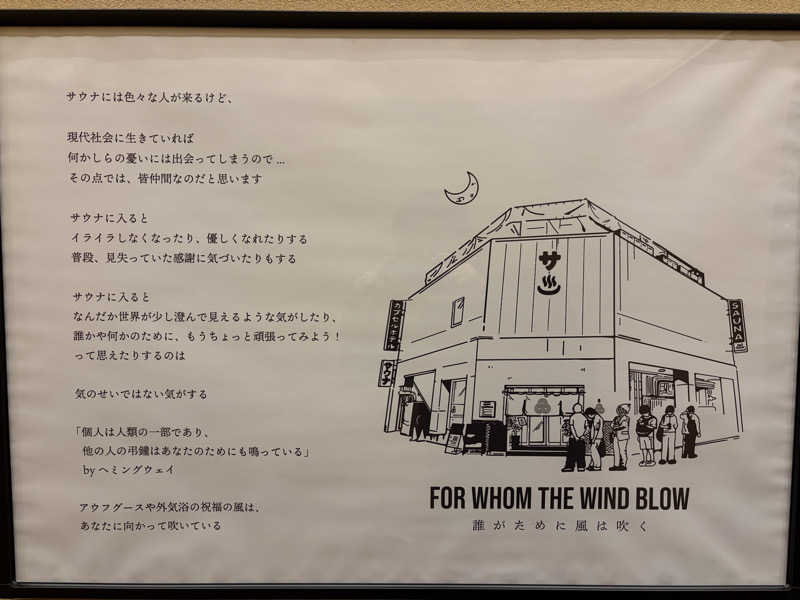 サウナには色々な人が来るけど、
現代社会に生きていれば
何かしらの憂いには出会ってしまうので...
その点では、皆仲間なのだと思います
サウナに入ると
イライラしなくなったり、優しくなれたりする
普段、見失っていた感謝に気づいたりもする
サウナに入ると
なんだか世界が少し澄んで見えるような気がしたり、
誰かや何かのために、もうちょっと頑張ってみよう！
って思えたりするのは
気のせいではない気がする
「個人は人類の一部であり、
他の人の弔鐘はあなたのためにも鳴っている」
by ヘミングウェイ
アウフグースや外気浴の祝福の風は、
あなたに向かって吹いている
サ
カプセルホテル
サウナ
SAUNA
FOR WHOM THE WIND BLOW
誰がために風は吹く